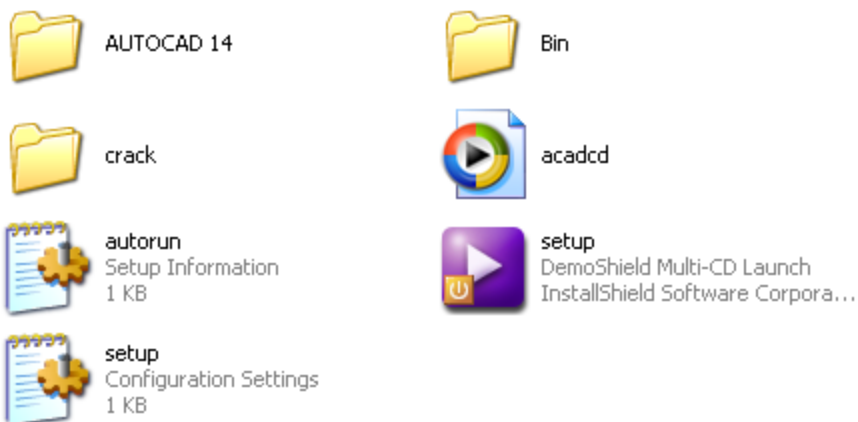 AUTOCAD 14
Bin
crack
acadcd
autorun
Setup Information
1 KB
setup
DemoShield Multi-CD Launch
InstallShield Software Corpora...
setup
Configuration Settings
1 KB